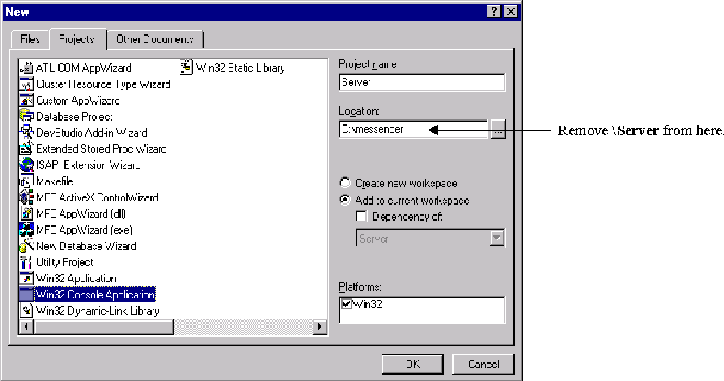 New
Files Projects Other Documents
ATL COM AppWizard
Cluster Resource Type Wizard
Custom AppWizard
Database Project
DevStudio Add-in Wizard
Extended Stored Proc Wizard
ISAPI Extension Wizard
Makefile
MFC ActiveX ControlWizard
MFC AppWizard (dll)
MFC AppWizard (exe)
New Database Wizard
Utility Project
Win32 Application
Win32 Console Application
Win32 Dynamic-Link Library
Win32 Static Library
Project name:
Server
Location:
C:\messenger
...
Remove \Server from here.
Create new workspace
Add to current workspace
Dependency of:
Server
Platforms:
Win32
OK Cancel